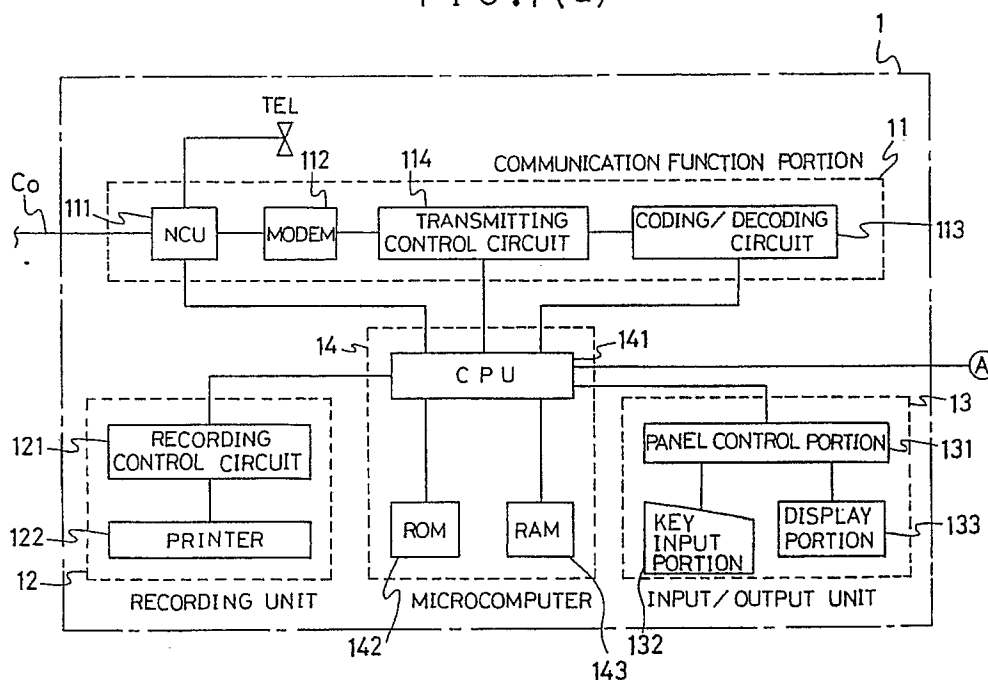 FIG.1(a)
1
TEL
112
114
COMMUNICATION FUNCTION PORTION
11
Co
111
NCU
MODEM
TRANSMITTING
CONTROL CIRCUIT
CODING/DECODING
CIRCUIT
113
14
141
CPU
A
13
121
RECORDING
CONTROL CIRCUIT
PANEL CONTROL PORTION
131
122
PRINTER
ROM
RAM
KEY
INPUT
PORTION
DISPLAY
PORTION
133
12
RECORDING UNIT
MICROCOMPUTER
INPUT/OUTPUT UNIT
142
143
132